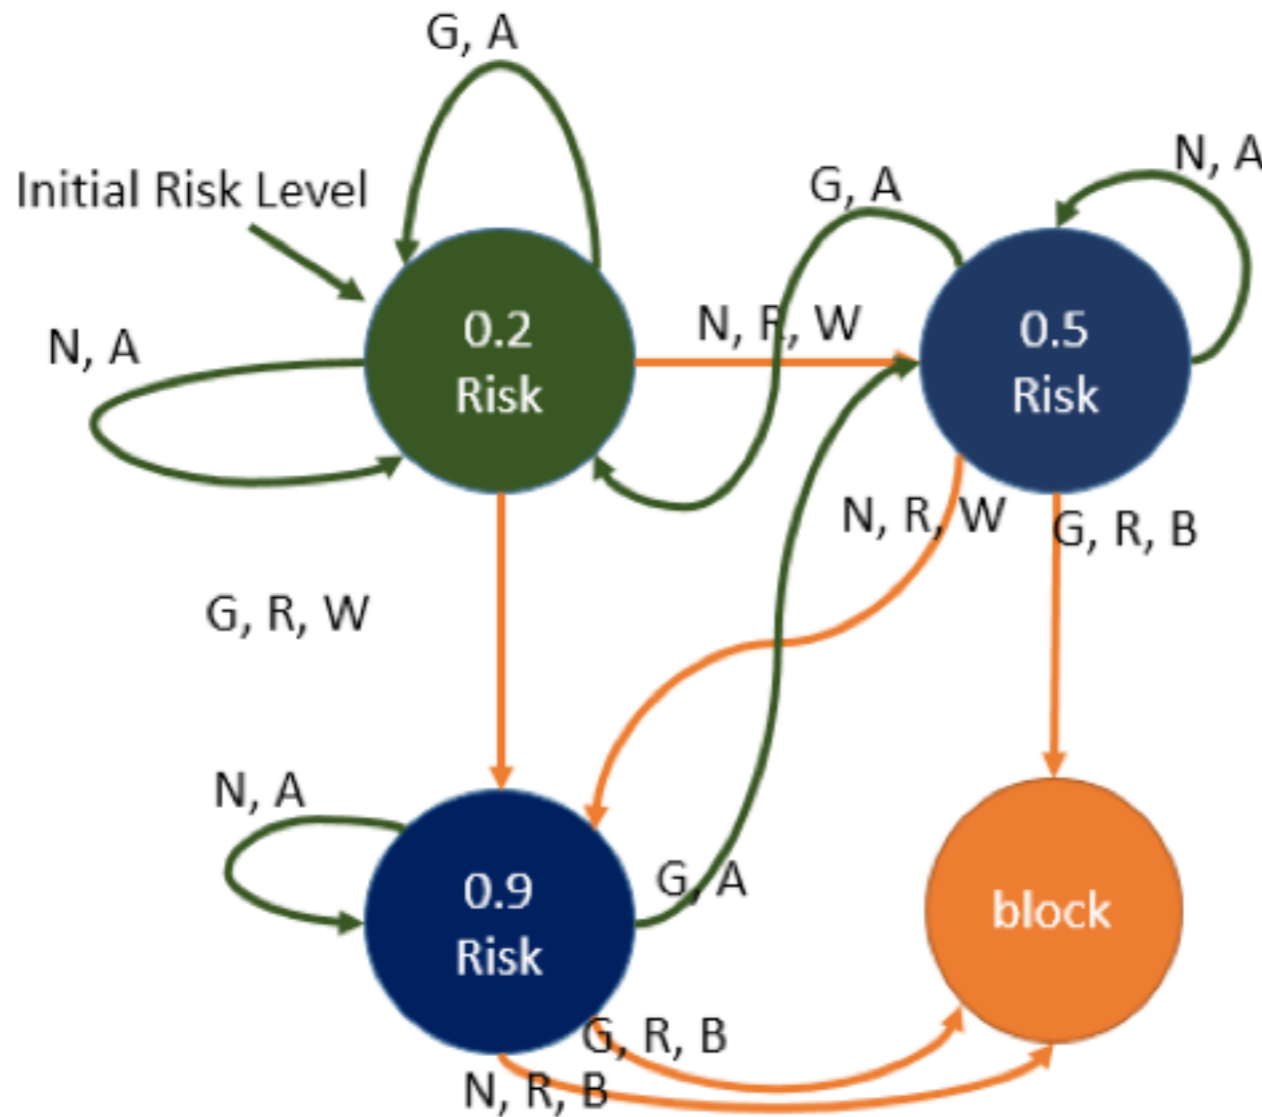 G, A
Initial Risk Level
N, A
G, A
N, A
0.2
Risk
N, R, W
0.5
Risk
N, R, W
G, R, B
G, R, W
N, A
0.9
Risk
G, A
block
G, R, B
N, R, B